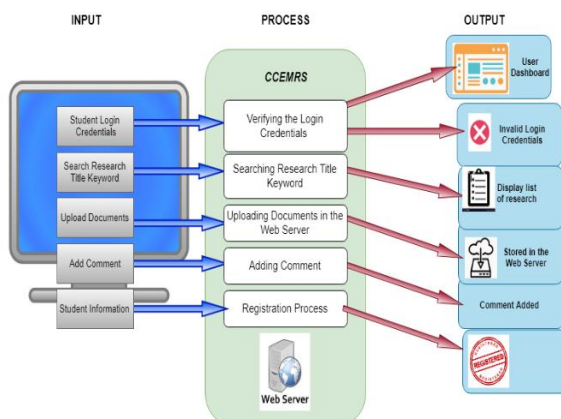 INPUT
PROCESS
OUTPUT
CCEMRS
Student Login
Credentials
Search Research
Title Keyword
Upload Documents
Add Comment
Student Information
Verifying the Login
Credentials
Searching Research Title
Keyword
Uploading Documents in the
Web Server
Adding Comment
Registration Process
Web Server
User
Dashboard
Invalid Login
Credentials
Display list
of research
Stored in the
Web Server
Comment Added
REGISTERED